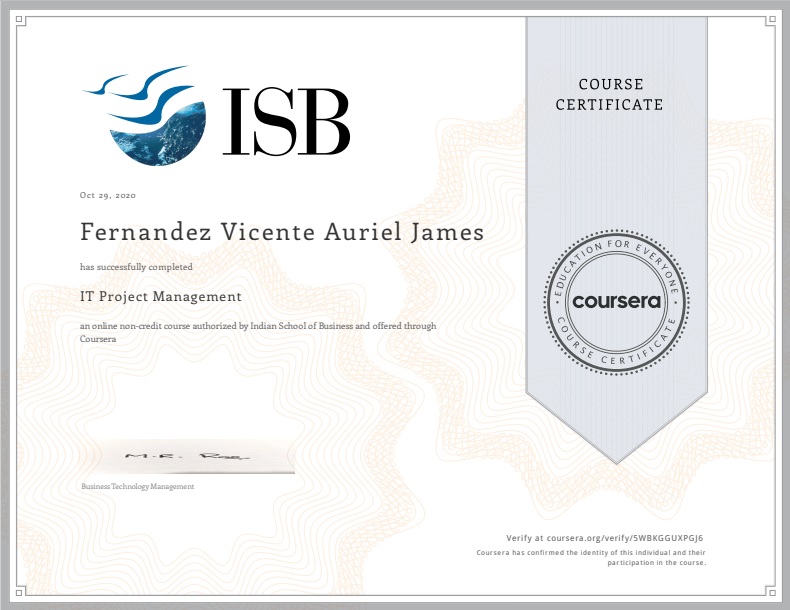 ISB
COURSE
CERTIFICATE
Oct 29, 2020
Fernandez Vicente Auriel James
has successfully completed
IT Project Management
an online non-credit course authorized by Indian School of Business and offered through
Coursera
EDUCATION FOR EVERYONE
coursera
COURSE CERTIFICATE
M.R.
Business Technology Management
Verify at coursera.org/verify/5WBKGGUXPGJ6
Coursera has confirmed the identity of this individual and their
participation in the course.